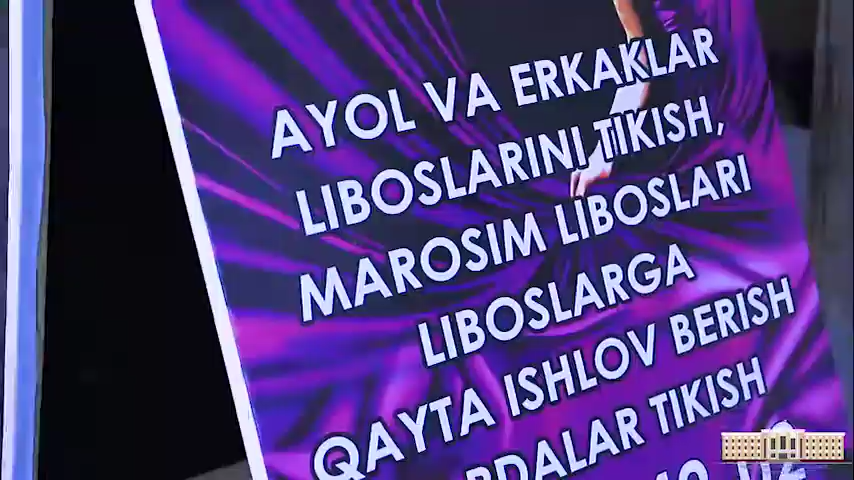 AYOL VA ERKAKLAR
LIBOSLARINI TIKISH,
MAROSIM LIBOSLARI
LIBOSLARGA
QAYTA ISHLOV BERISH
TIKISH